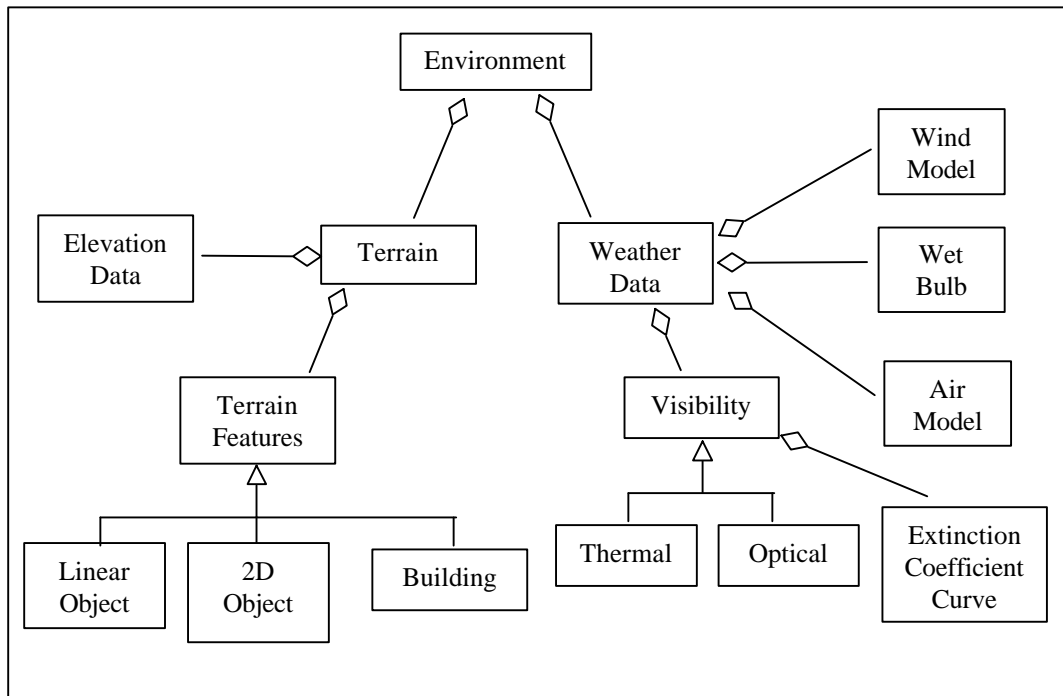 Environment
Wind
Model
Elevation
Data
Terrain
Weather
Data
Wet
Bulb
Terrain
Features
Visibility
Air
Model
Linear
Object
2D
Object
Building
Thermal
Optical
Extinction
Coefficient
Curve